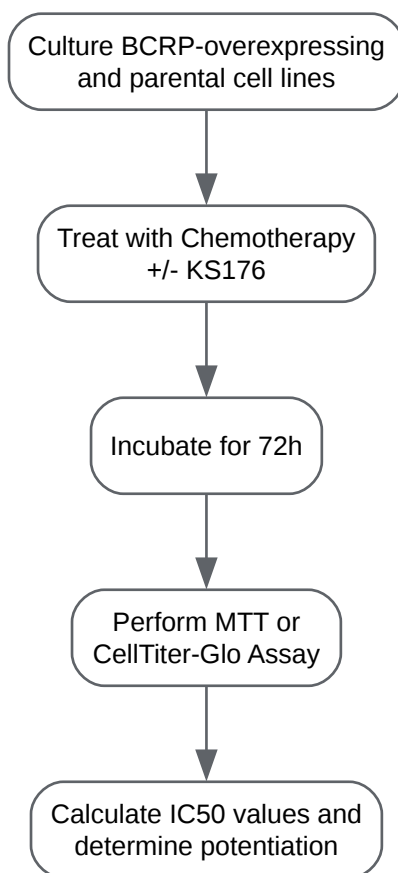 Culture BCRP-overexpressing
and parental cell lines
Treat with Chemotherapy
+/- KS176
Incubate for 72h
Perform MTT or
CellTiter-Glo Assay
Calculate IC50 values and
determine potentiation